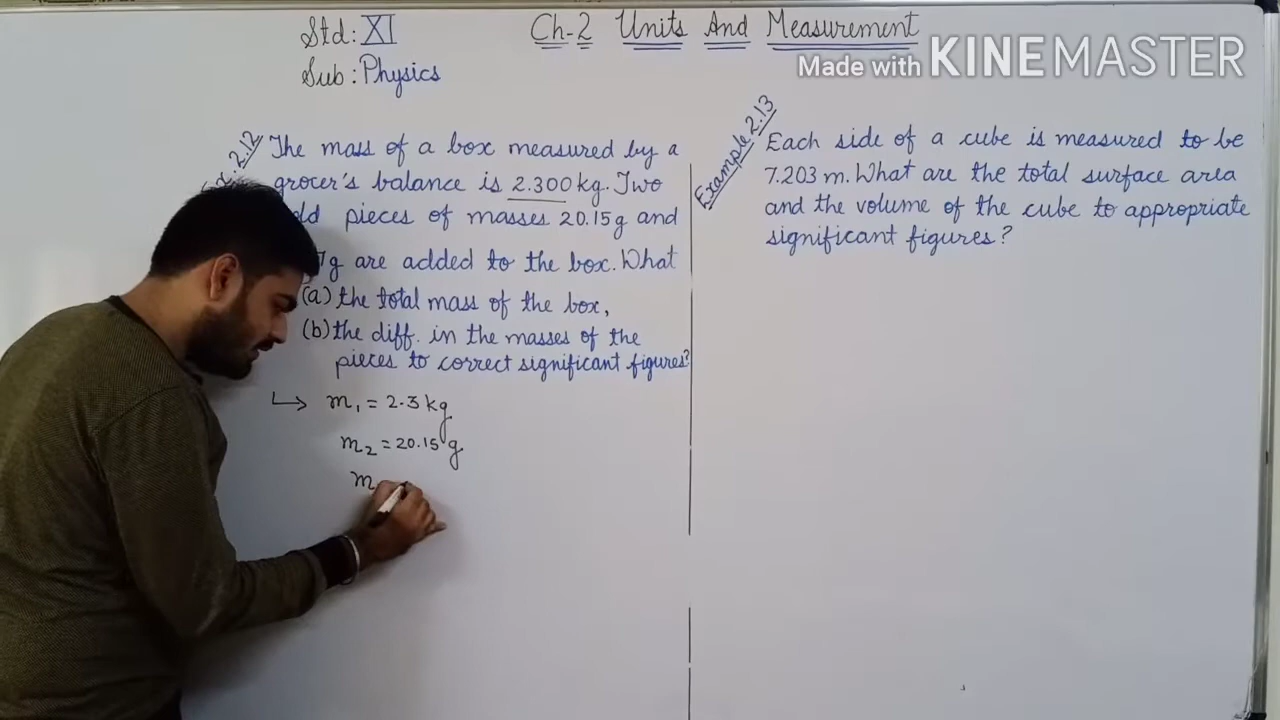 Std: XI
Sub: Physics
Ch-2 Units And Measurement
Made with KINEMASTER
2.12
The mass of a box measured by a
grocer's balance is 2.300 kg. Two
pieces of masses 20.15 g and
g are added to the box. What
(a) the total mass of the box,
(b) the diff. in the masses of the
pieces to correct significant figures?
↳ m₁ = 2.3 kg
m₂ = 20.15 g
m
Example 2.13
Each side of a cube is measured to be
7.203 m. What are the total surface area
and the volume of the cube to appropriate
significant figures?